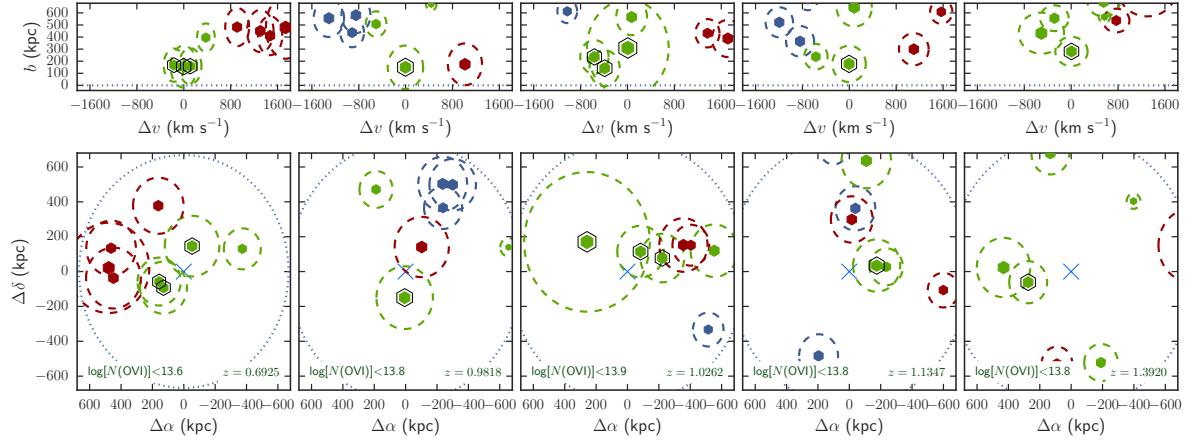 600
500
400
300
200
100
0
b (kpc)
−1600 −800 0 800 1600
−1600 −800 0 800 1600
−1600 −800 0 800 1600
−1600 −800 0 800 1600
−1600 −800 0 800 1600
Δv (km s⁻¹)
Δv (km s⁻¹)
Δv (km s⁻¹)
Δv (km s⁻¹)
Δv (km s⁻¹)
600
400
200
0
−200
−400
−600
Δδ (kpc)
log[N(OVI)]<13.6 z = 0.6925
log[N(OVI)]<13.8 z = 0.9818
log[N(OVI)]<13.9 z = 1.0262
log[N(OVI)]<13.8 z = 1.1347
log[N(OVI)]<13.8 z = 1.3920
600 400 200 0 −200−400−600
600 400 200 0 −200−400−600
600 400 200 0 −200−400−600
600 400 200 0 −200−400−600
600 400 200 0 −200−400−600
Δα (kpc)
Δα (kpc)
Δα (kpc)
Δα (kpc)
Δα (kpc)